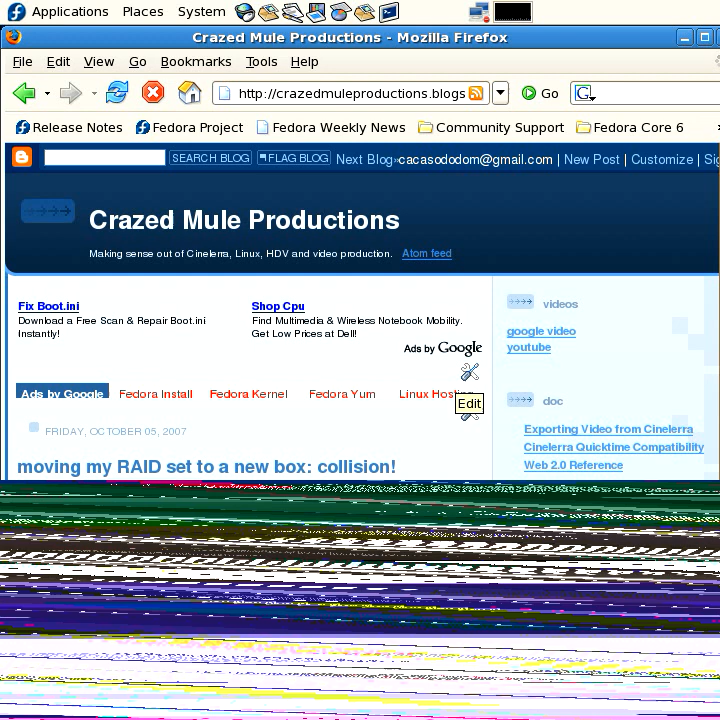 Applications Places System
Crazed Mule Productions - Mozilla Firefox
File Edit View Go Bookmarks Tools Help
http://crazedmuleproductions.blogs Go G
Release Notes Fedora Project Fedora Weekly News Community Support Fedora Core 6
SEARCH BLOG FLAG BLOG Next Blog» cacasododom@gmail.com | New Post | Customize |
Crazed Mule Productions
Making sense out of Cinelerra, Linux, HDV and video production. Atom feed
Fix Boot.ini
Download a Free Scan & Repair Boot.ini
Instantly!
Shop Cpu
Find Multimedia & Wireless Notebook Mobility.
Get Low Prices at Dell!
Ads by Google
Ads by Google Fedora Install Fedora Kernel Fedora Yum Linux
Edit
FRIDAY, OCTOBER 05, 2007
moving my RAID set to a new box: collision!
videos
google video
youtube
doc
Exporting Video from Cinelerra
Cinelerra Quicktime Compatibility
Web 2.0 Reference